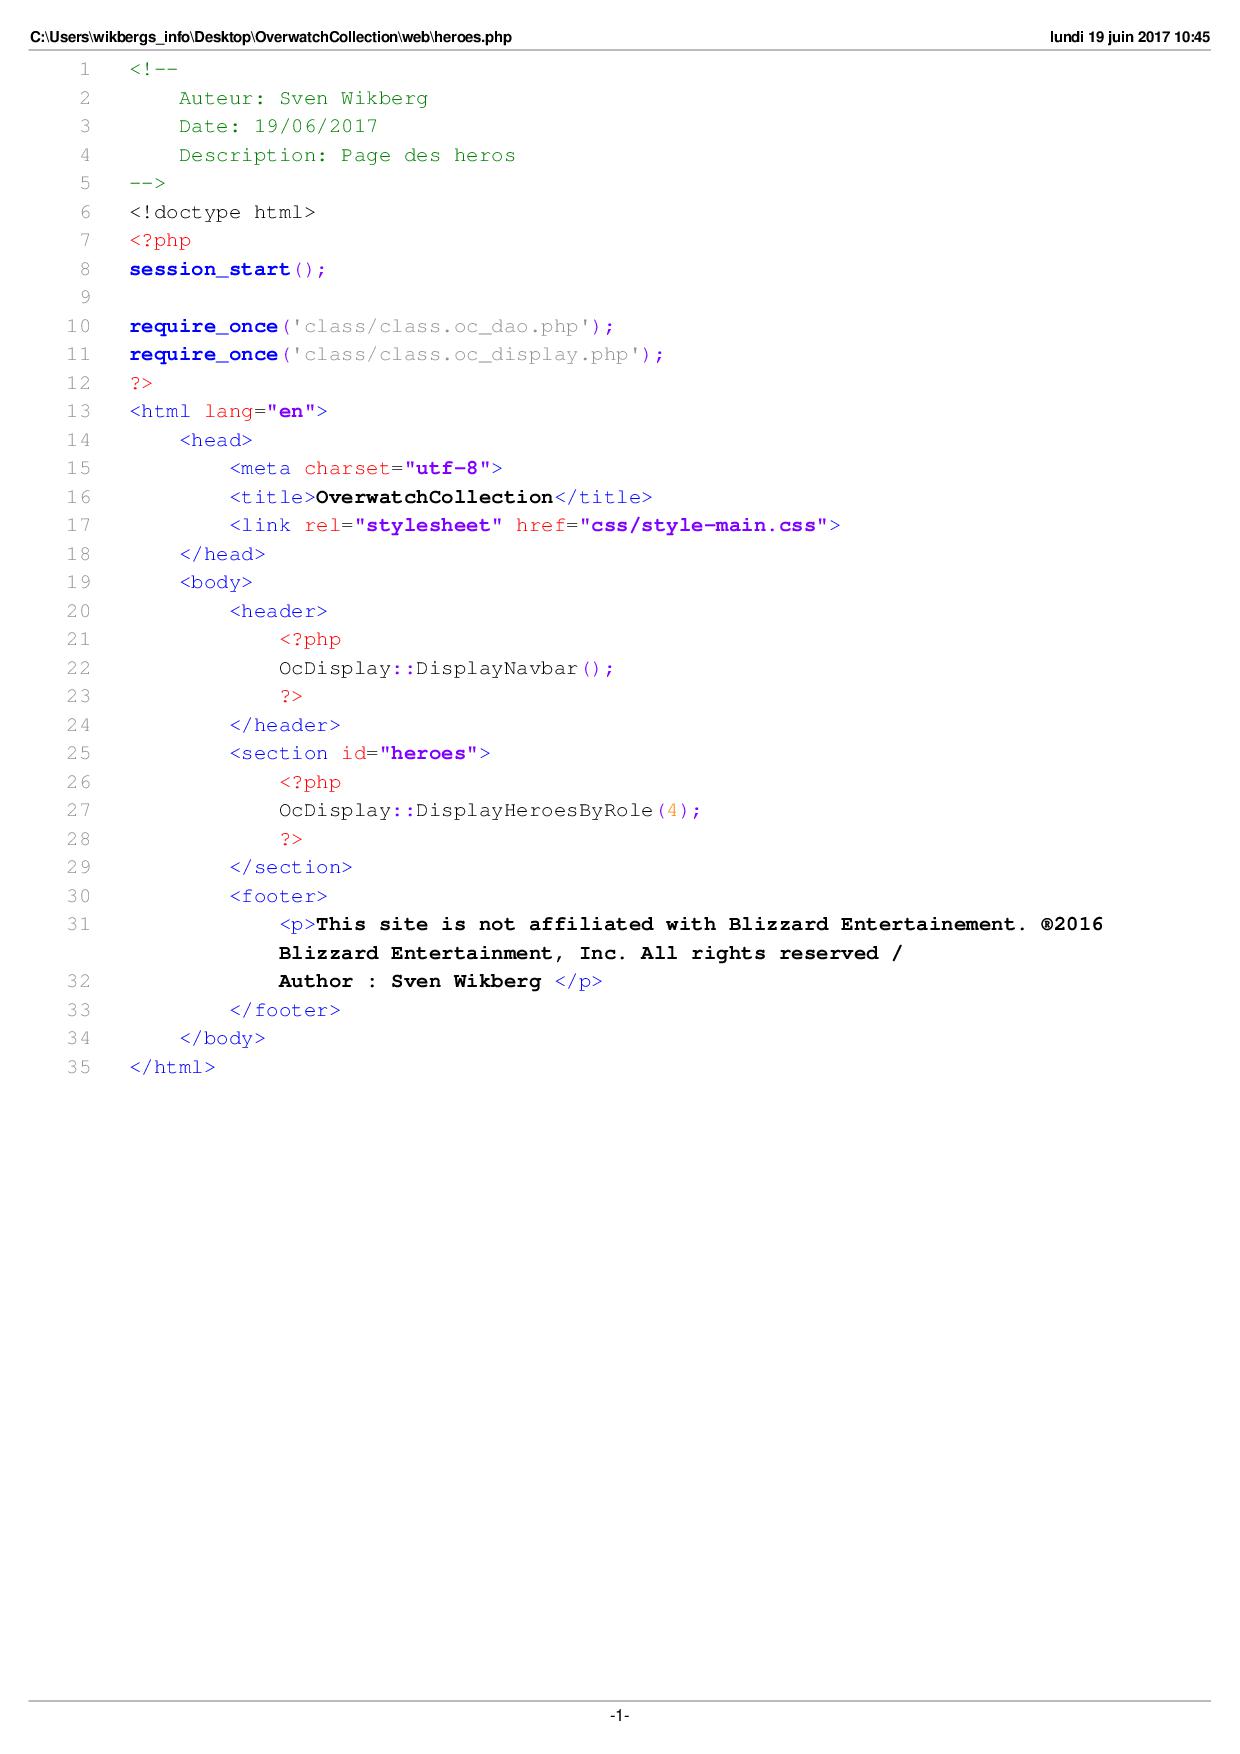 C:\Users\wikbergs_info\Desktop\OverwatchCollection\web\heroes.php lundi 19 juin 2017 10:45
1 <!--
2     Auteur: Sven Wikberg
3     Date: 19/06/2017
4     Description: Page des heros
5 -->
6 <!doctype html>
7 <?php
8 session_start();
9
10 require_once('class/class.oc_dao.php');
11 require_once('class/class.oc_display.php');
12 ?>
13 <html lang="en">
14     <head>
15         <meta charset="utf-8">
16         <title>OverwatchCollection</title>
17         <link rel="stylesheet" href="css/style-main.css">
18     </head>
19     <body>
20         <header>
21             <?php
22             OcDisplay::DisplayNavbar();
23             ?>
24         </header>
25         <section id="heroes">
26             <?php
27             OcDisplay::DisplayHeroesByRole(4);
28             ?>
29         </section>
30         <footer>
31             <p>This site is not affiliated with Blizzard Entertainement. ®2016
            Blizzard Entertainment, Inc. All rights reserved /
32             Author : Sven Wikberg </p>
33         </footer>
34     </body>
35 </html>
-1-